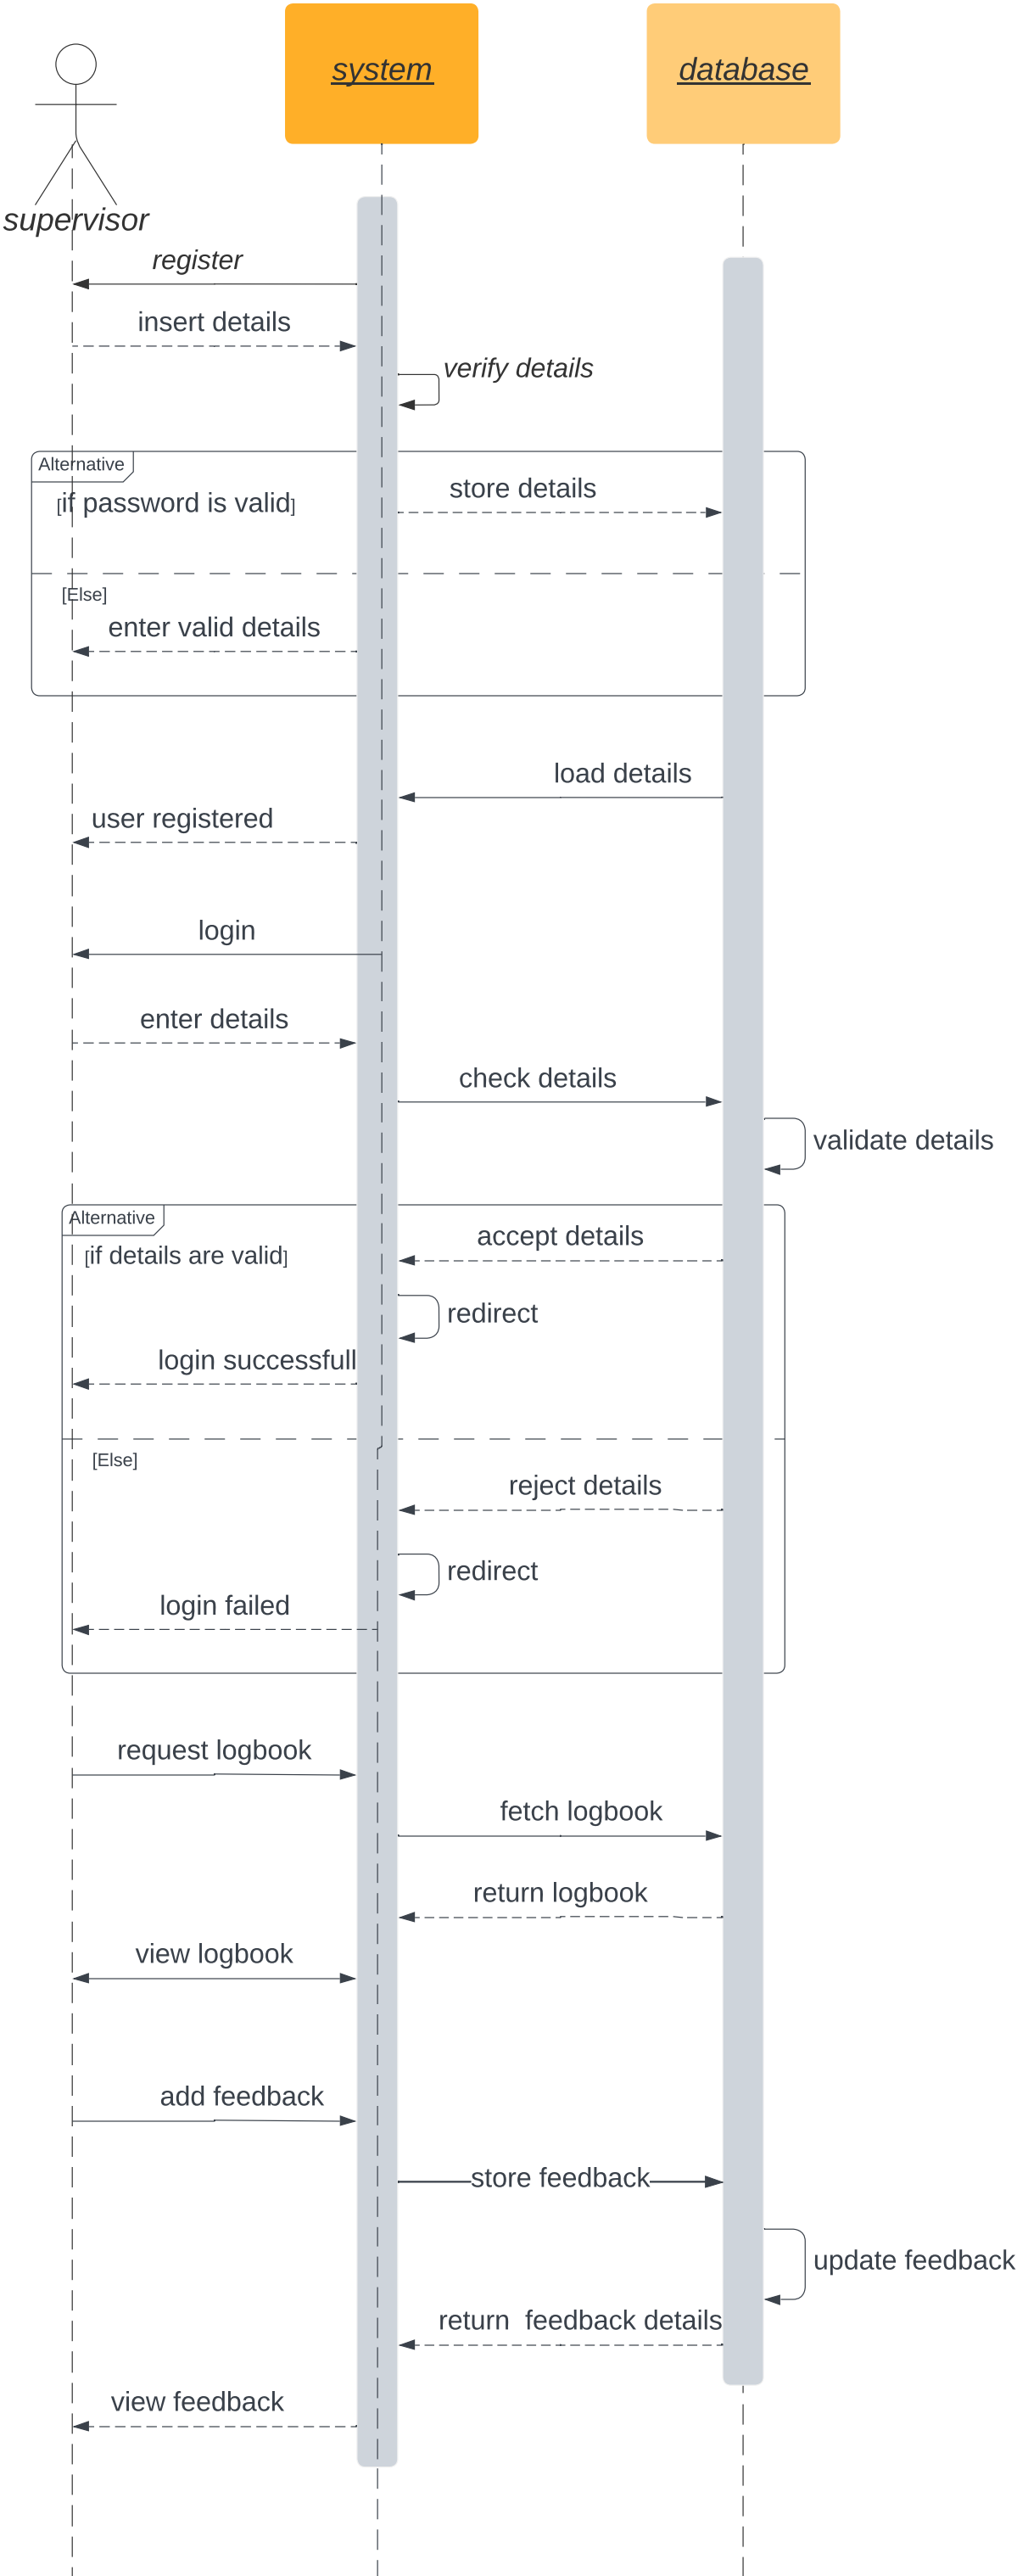 system
database
supervisor
register
insert details
verify details
Alternative
[if password is valid]
store details
[Else]
enter valid details
load details
user registered
login
enter details
check details
validate details
Alternative
accept details
[if details are valid]
redirect
login successfull
[Else]
reject details
redirect
login failed
request logbook
fetch logbook
return logbook
view logbook
add feedback
store feedback
update feedback
return  feedback details
view feedback